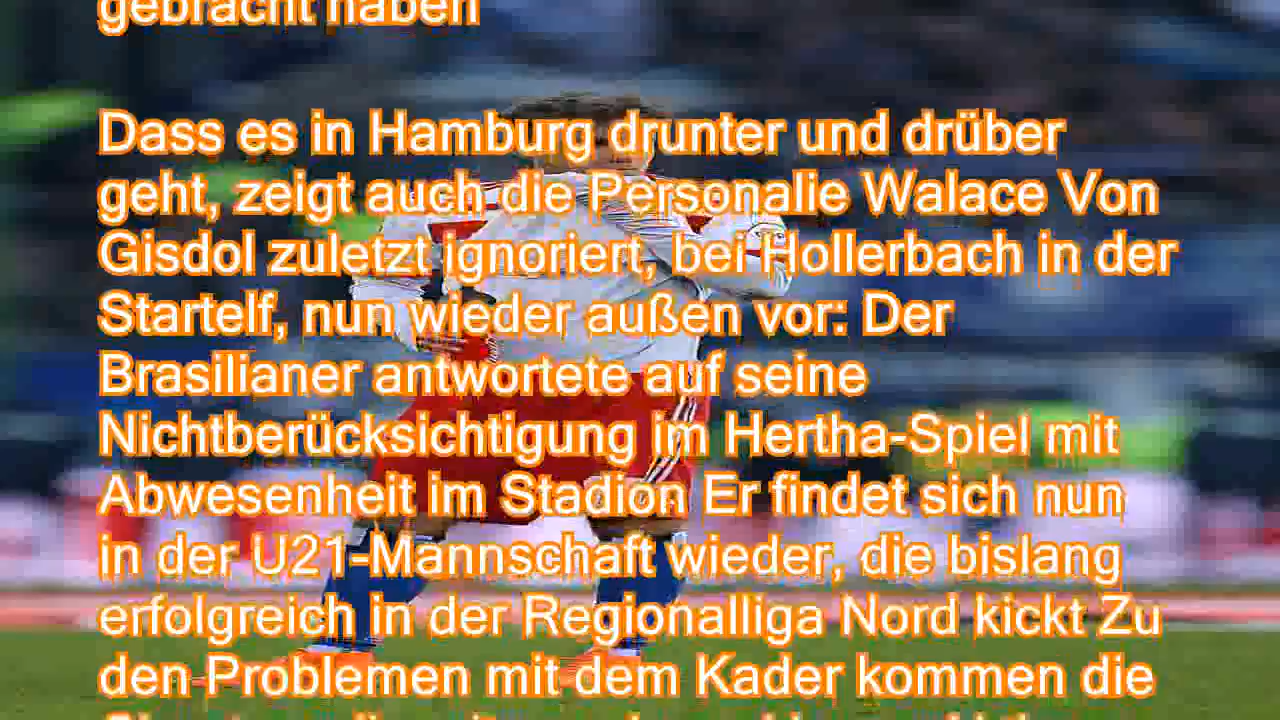 gebracht haben
Dass es in Hamburg drunter und drüber
geht, zeigt auch die Personalie Walace Von
Gisdol zuletzt ignoriert, bei Hollerbach in der
Startelf, nun wieder außen vor: Der
Brasilianer antwortete auf seine
Nichtberücksichtigung im Hertha-Spiel mit
Abwesenheit im Stadion Er findet sich nun
in der U21-Mannschaft wieder, die bislang
erfolgreich in der Regionalliga Nord kickt Zu
den Problemen mit dem Kader kommen die